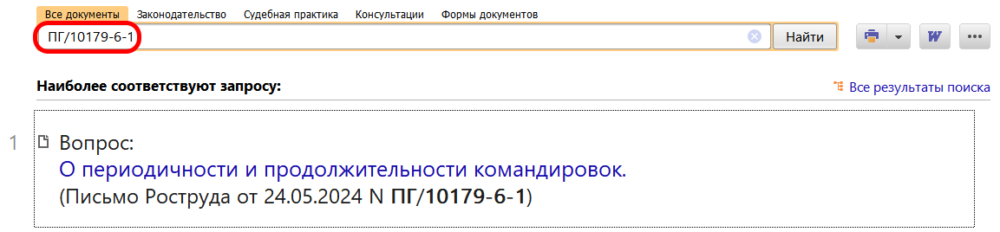 Все документы Законодательство Судебная практика Консультации Формы документов
ПГ/10179-6-1 Найти W
Наиболее соответствуют запросу: Все результаты поиска
1 Вопрос:
О периодичности и продолжительности командировок.
(Письмо Роструда от 24.05.2024 N ПГ/10179-6-1)